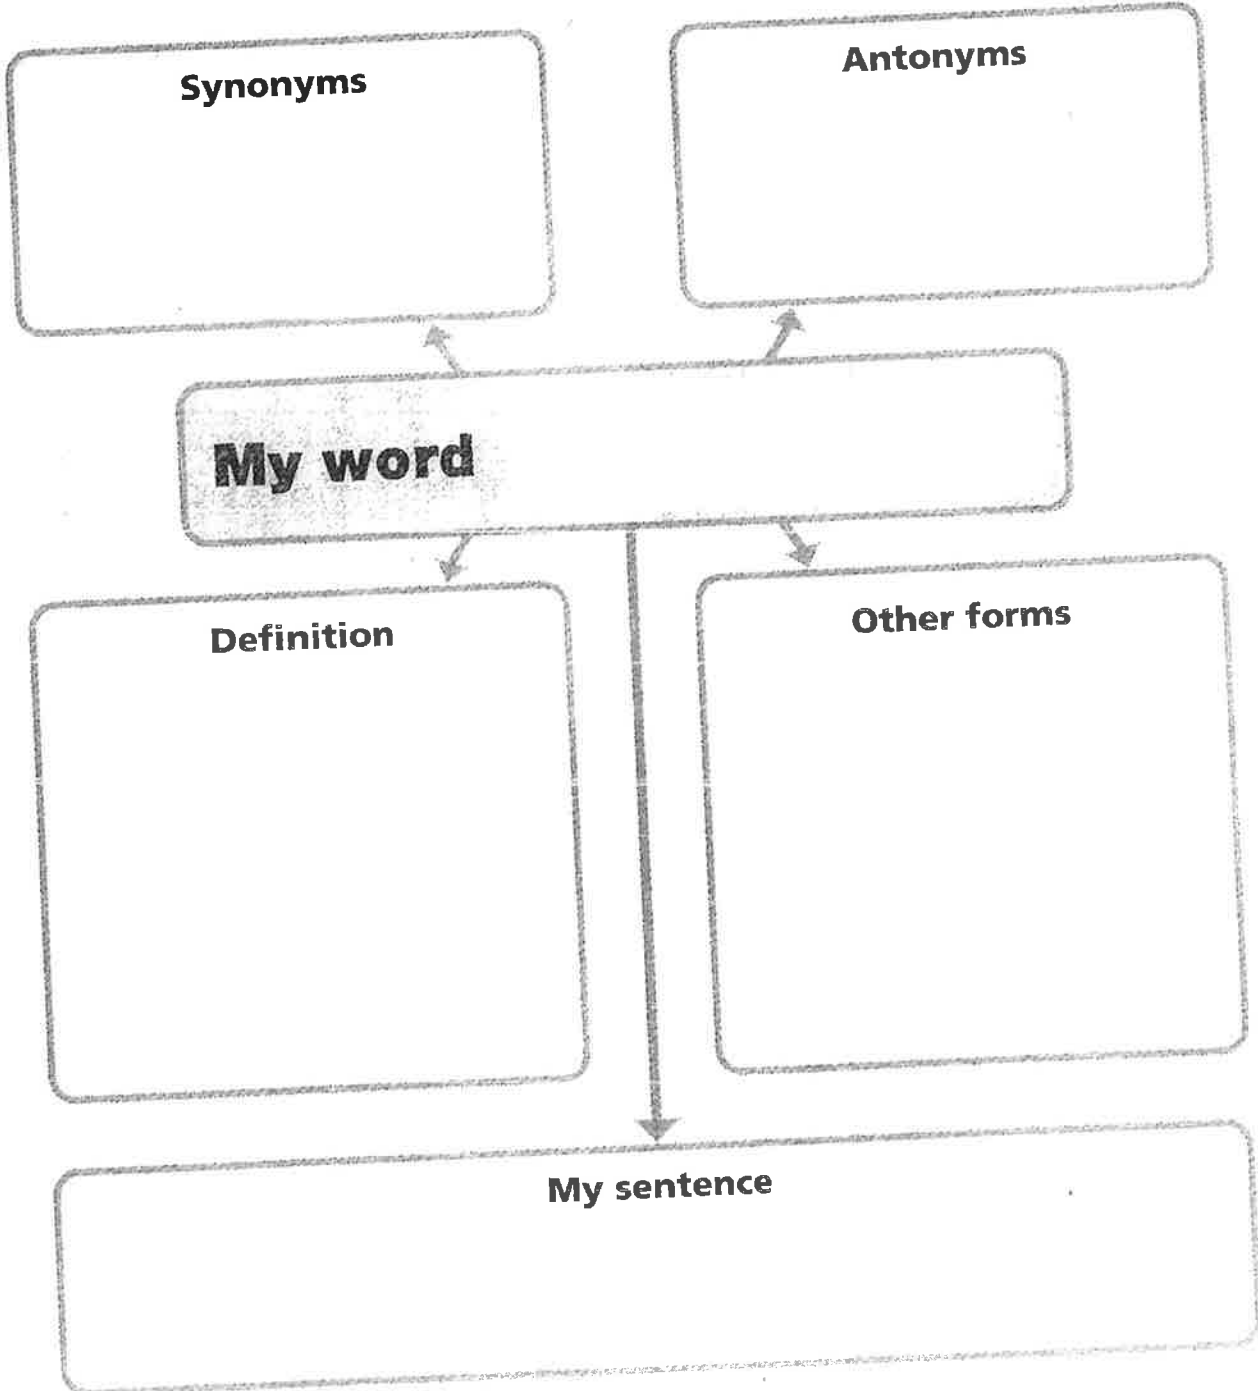 Synonyms
Antonyms
My word
Definition
Other forms
My sentence